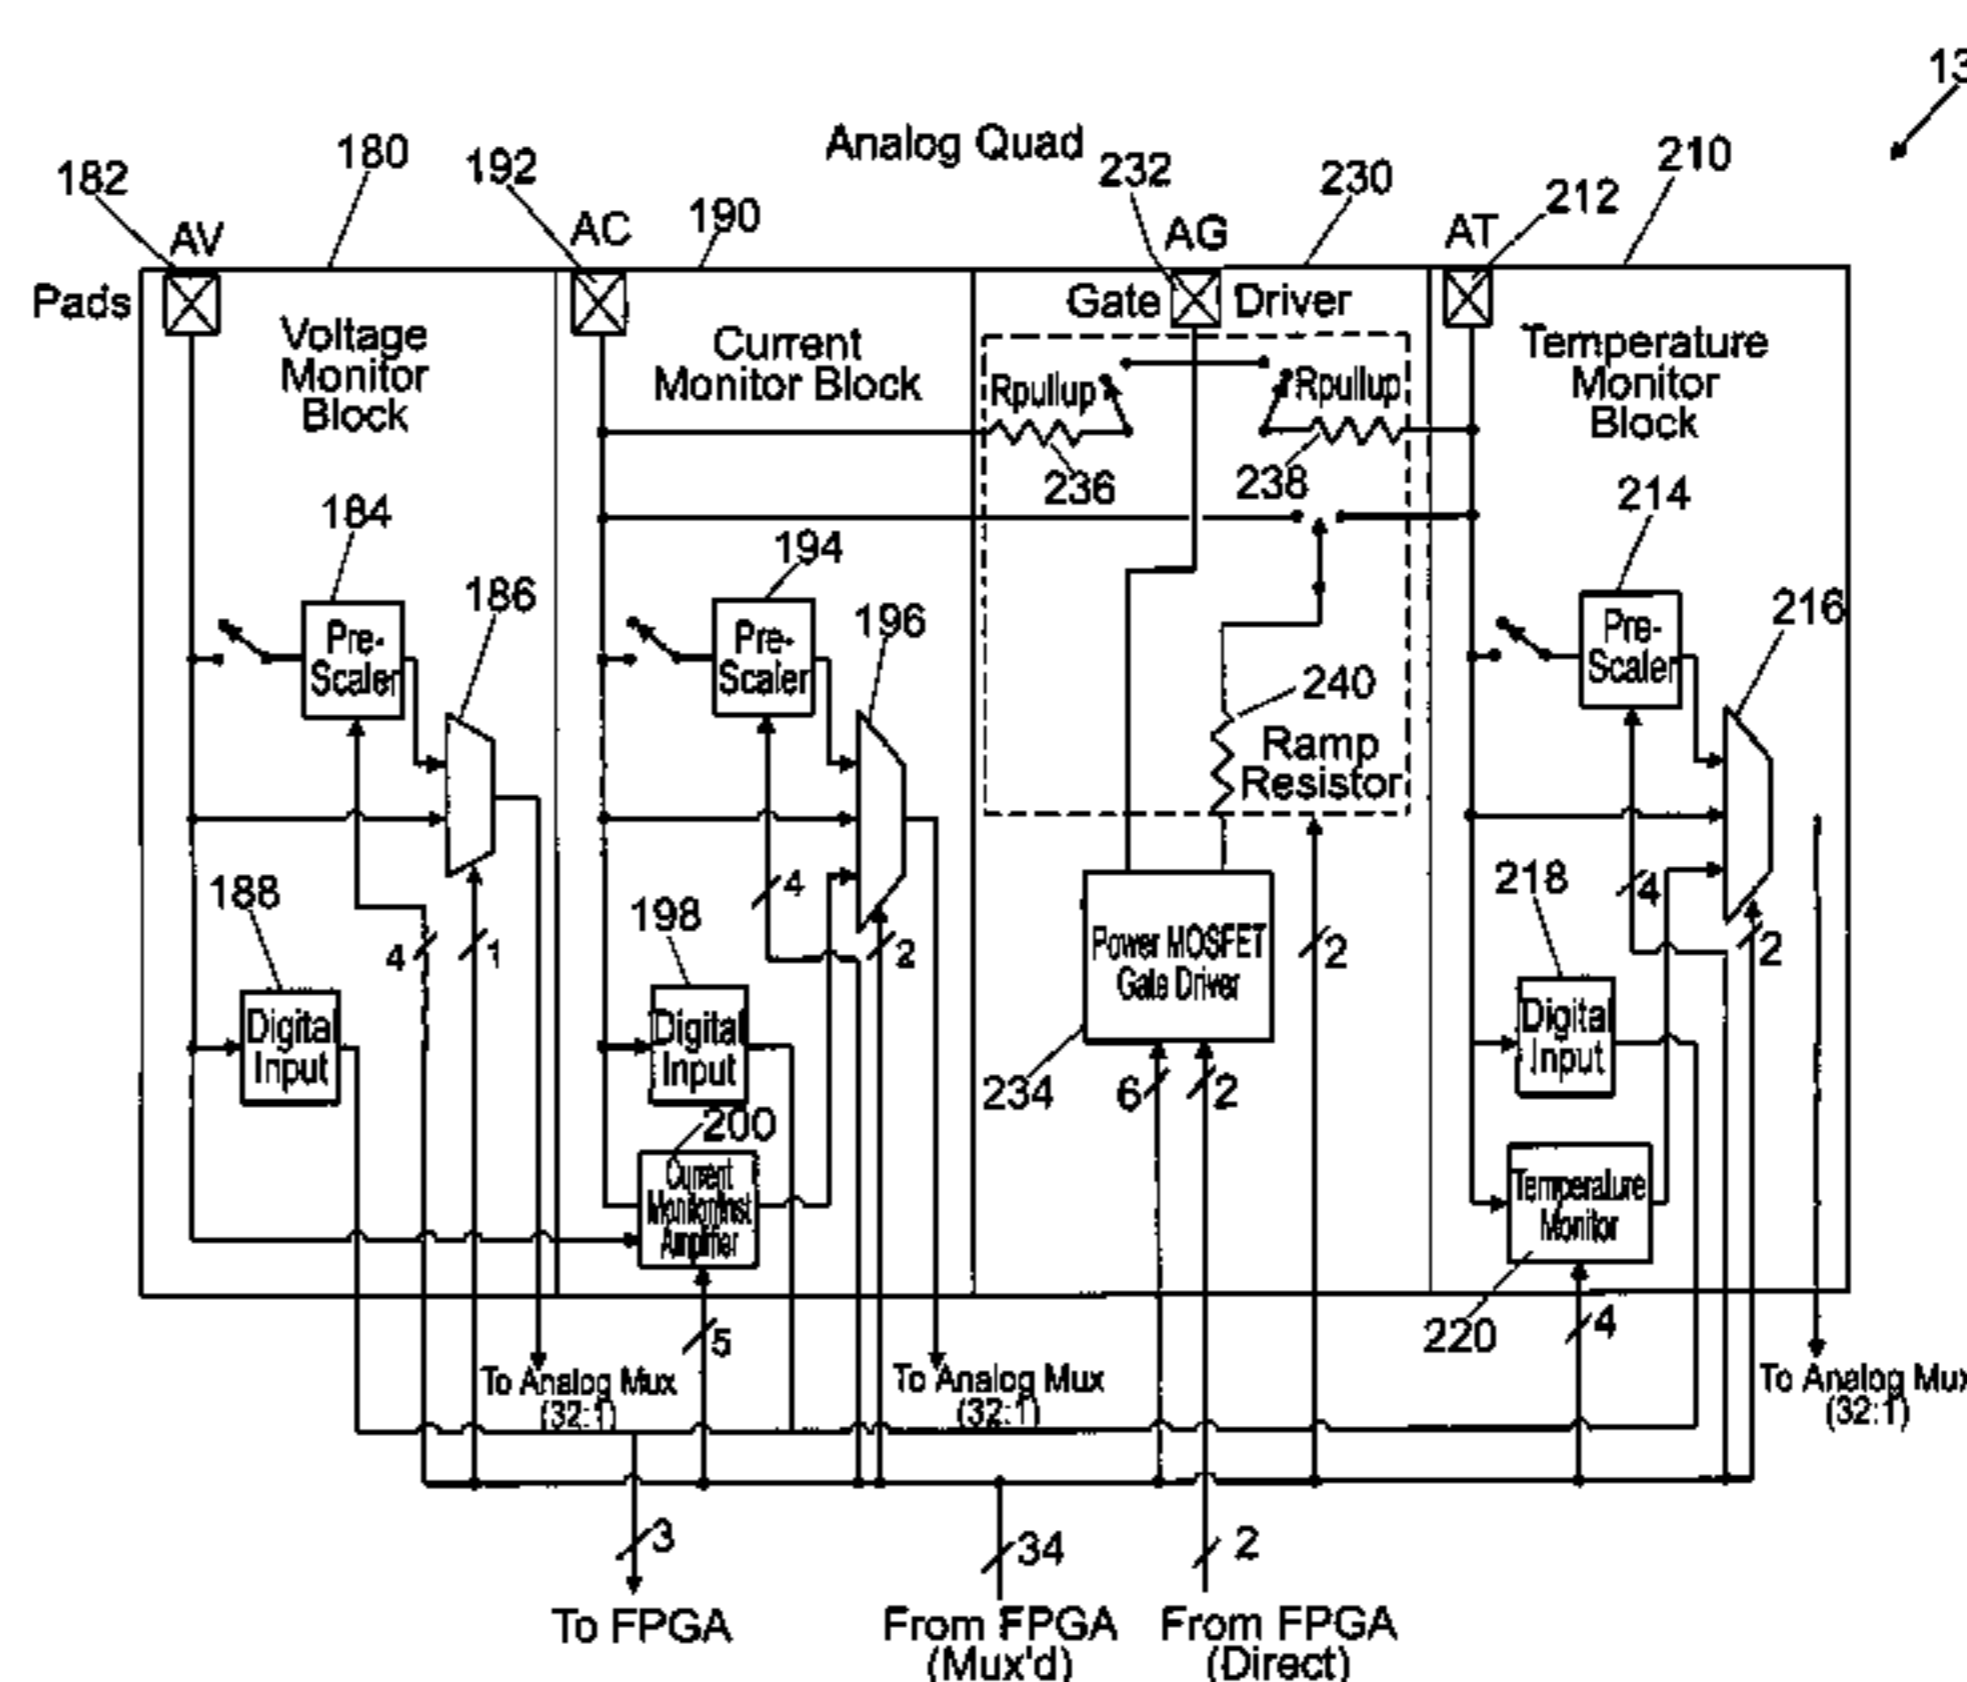 13
Analog Quad
182
180
192
190
232
230
212
210
AV
AC
AG
AT
Pads
Voltage
Monitor
Block
Current
Monitor Block
Gate
Driver
Temperature
Monitor
Block
Rpullup
Rpullup
236
238
184
186
Pre-
Scaler
194
196
Pre-
Scaler
240
Ramp
Resistor
214
216
Pre-
Scaler
188
Digital
Input
4
1
198
Digital
Input
4
2
200
Current
Amplifier
Power MOSFET
Gate Driver
234
6
2
2
218
Digital
Input
4
2
Temperature
Monitor
220
4
5
To Analog Mux
(32:1)
To Analog Mux
(32:1)
To Analog Mux
(32:1)
3
34
2
To FPGA
From FPGA
(Mux'd)
From FPGA
(Direct)